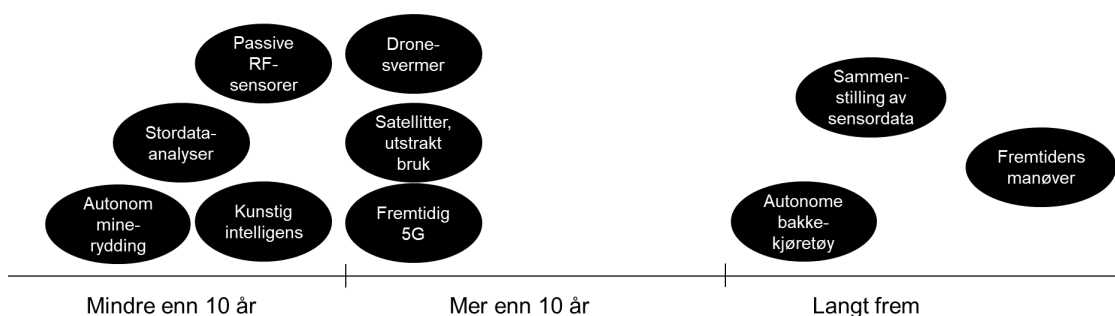 Passive
RF-
sensorer
Drone-
svermer
Sammen-
stilling av
sensordata
Stordata-
analyser
Satellitter,
utstrakt
bruk
Fremtidens
manøver
Autonom
mine-
rydding
Kunstig
intelligens
Fremtidig
5G
Autonome
bakke-
kjøretøy
Mindre enn 10 år
Mer enn 10 år
Langt frem